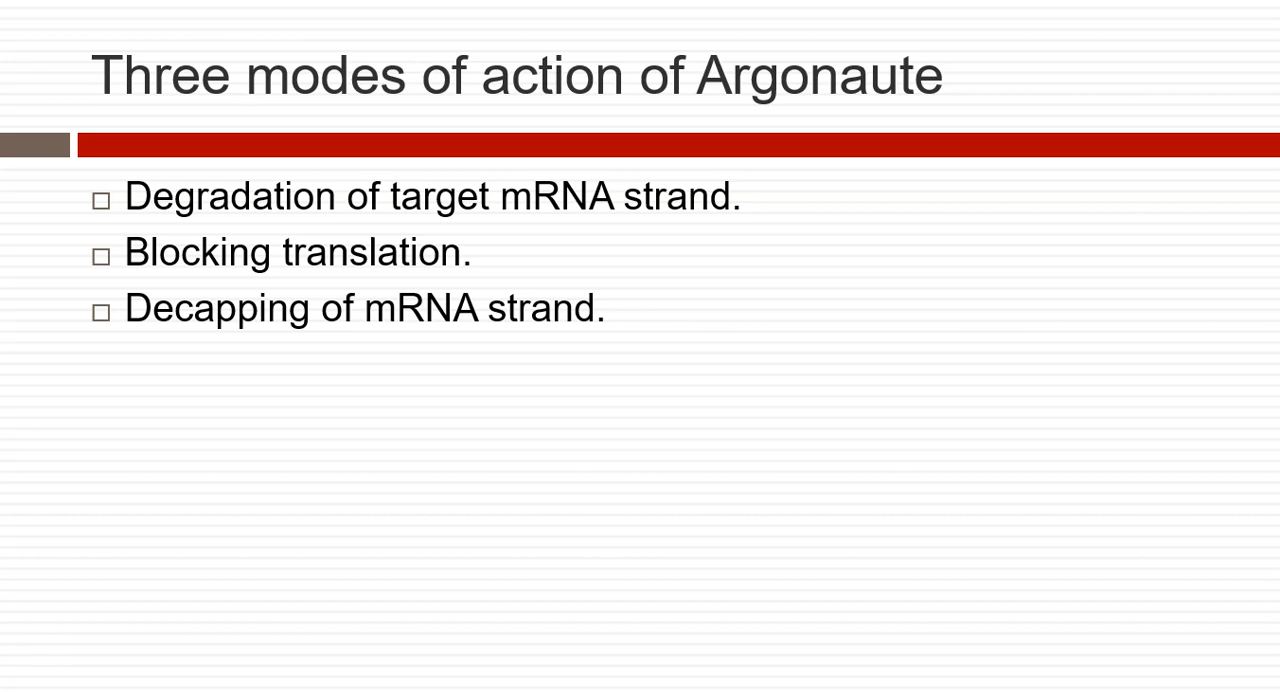 Three modes of action of Argonaute
Degradation of target mRNA strand.
Blocking translation.
Decapping of mRNA strand.